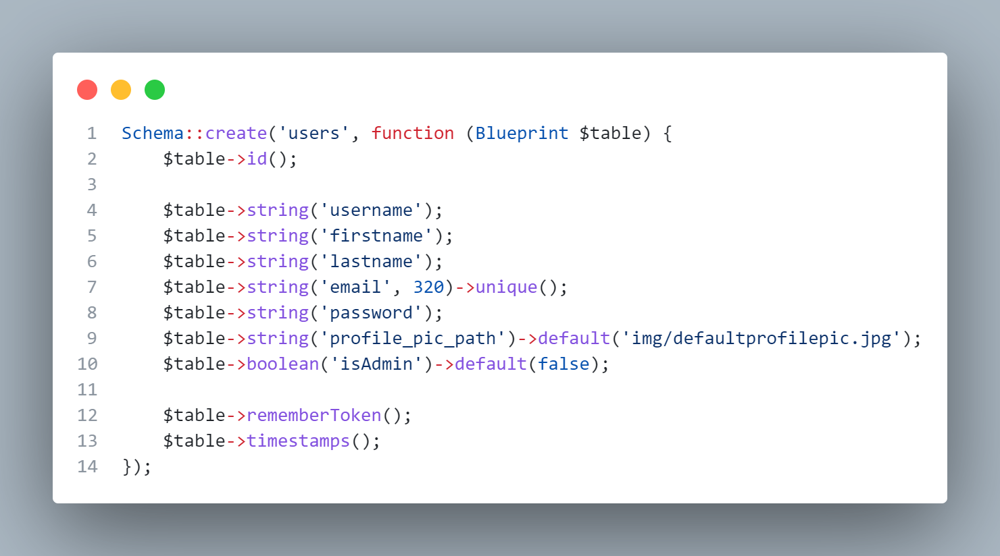 1 Schema::create('users', function (Blueprint $table) {
2     $table->id();
3
4     $table->string('username');
5     $table->string('firstname');
6     $table->string('lastname');
7     $table->string('email', 320)->unique();
8     $table->string('password');
9     $table->string('profile_pic_path')->default('img/defaultprofilepic.jpg');
10     $table->boolean('isAdmin')->default(false);
11
12     $table->rememberToken();
13     $table->timestamps();
14 });